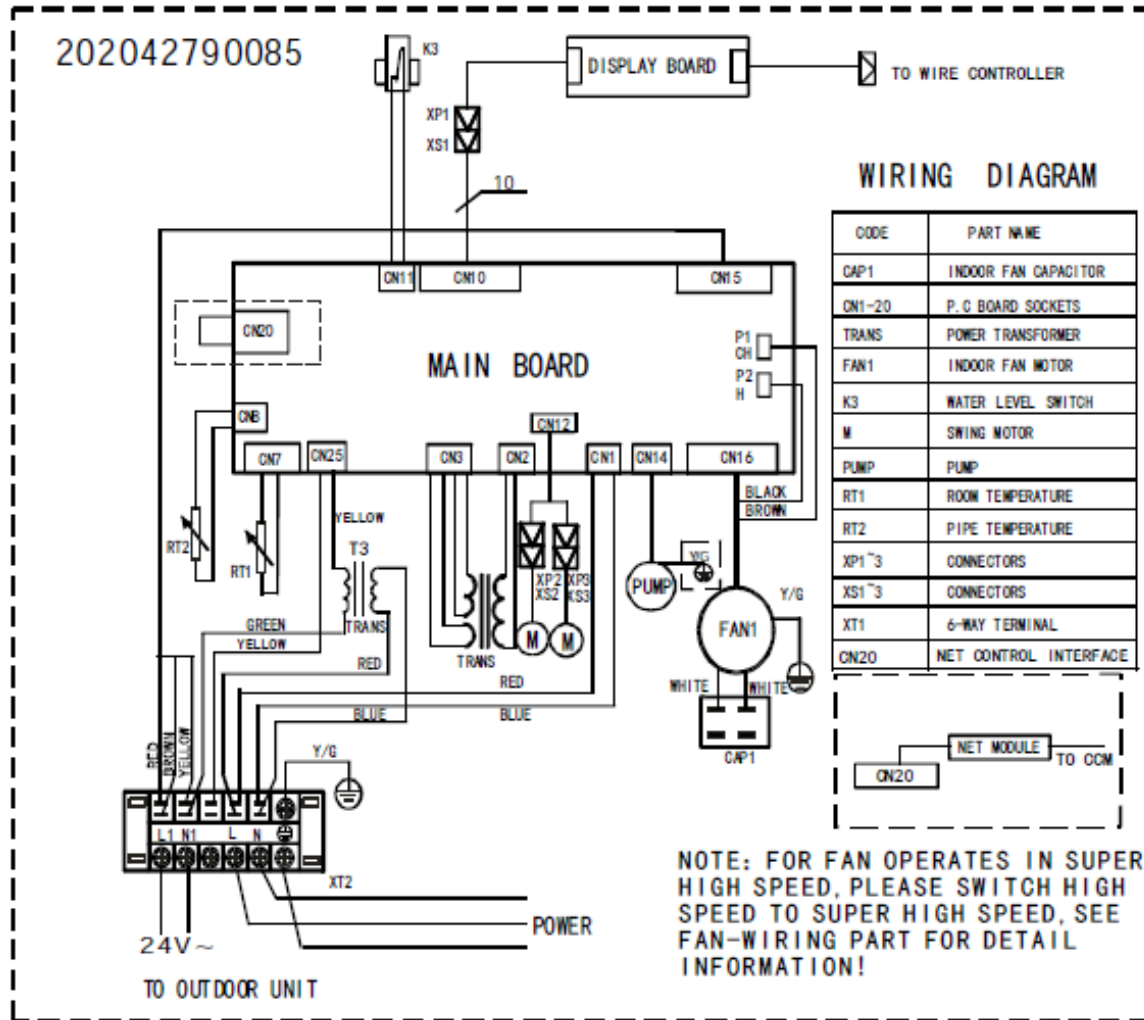 202042790085
K3
DISPLAY BOARD
TO WIRE CONTROLLER
XP1
XS1
10
WIRING DIAGRAM
CODE PART NAME
CAP1 INDOOR FAN CAPACITOR
CN1-20 P.C BOARD SOCKETS
TRANS POWER TRANSFORMER
FAN1 INDOOR FAN MOTOR
K3 WATER LEVEL SWITCH
M SWING MOTOR
PUMP PUMP
RT1 ROOM TEMPERATURE
RT2 PIPE TEMPERATURE
XP1~3 CONNECTORS
XS1~3 CONNECTORS
XT1 6-WAY TERMINAL
CN20 NET CONTROL INTERFACE
CN11 CN10 CN15
CN20
MAIN BOARD
P1
CH
P2
H
CN8
CN12
CN7 CN25 CN3 CN2 CN1 CN14 CN16
BLACK
BROWN
YELLOW
RT2
RT1
T3
TRANS
TRANS
XP2 XP3
XS2 XS3
M M
PUMP
Y/G
FAN1
Y/G
GREEN
YELLOW
RED
RED
BLUE
BLUE
WHITE WHITE
CAP1
RED
BROWN
YELLOW
Y/G
L1 N1 L N
XT2
24V~
POWER
TO OUTDOOR UNIT
CN20
NET MODULE
TO CCM
NOTE: FOR FAN OPERATES IN SUPER
HIGH SPEED, PLEASE SWITCH HIGH
SPEED TO SUPER HIGH SPEED, SEE
FAN-WIRING PART FOR DETAIL
INFORMATION!